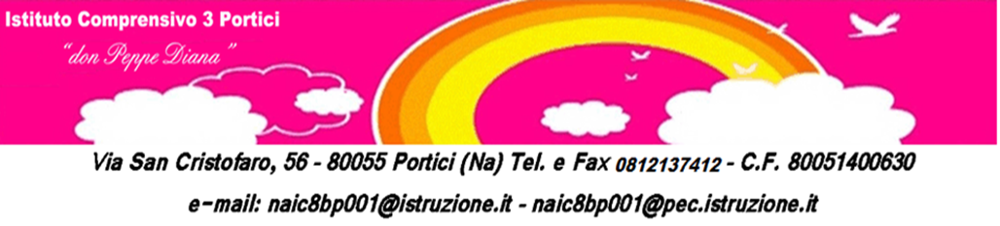 Istituto Comprensivo 3 Portici
“don Peppe Diana”
Via San Cristofaro, 56 - 80055 Portici (Na) Tel. e Fax 0812137412 - C.F. 80051400630
e-mail: naic8bp001@istruzione.it - naic8bp001@pec.istruzione.it